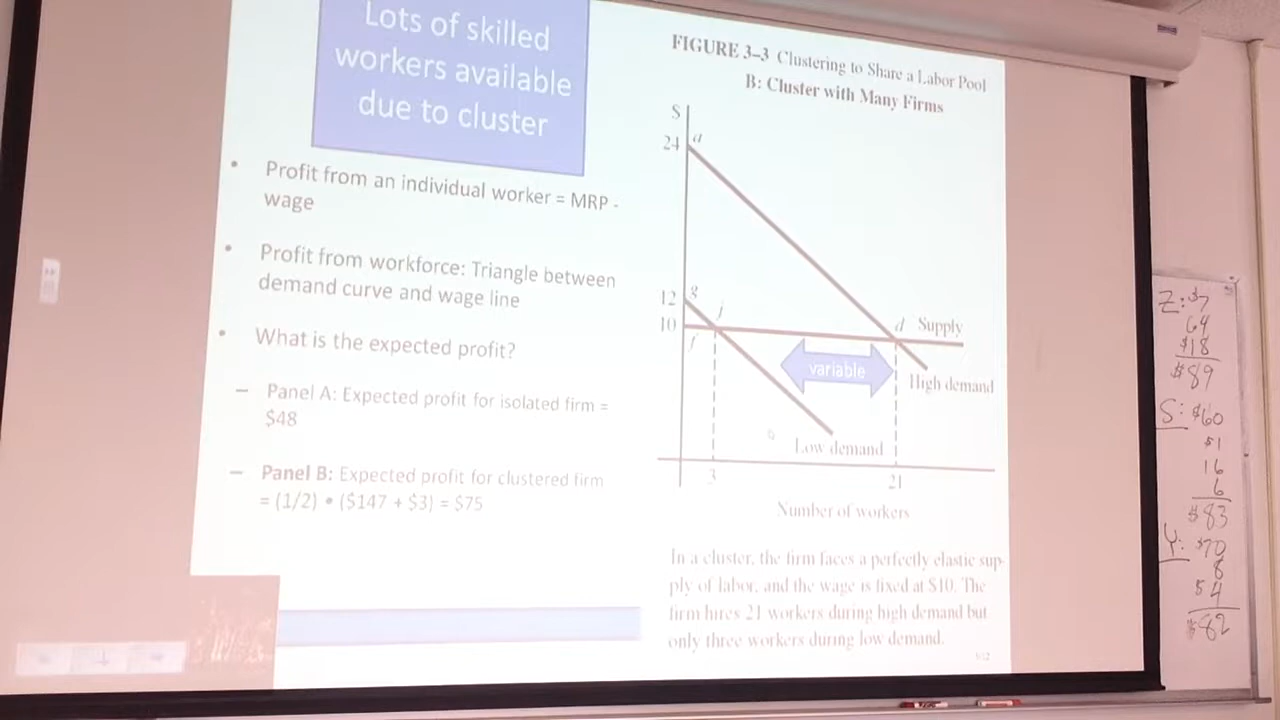 Lots of skilled
workers available
due to cluster
• Profit from an individual worker = MRP -
wage
• Profit from workforce: Triangle between
demand curve and wage line
• What is the expected profit?
– Panel A: Expected profit for isolated firm =
$48
– Panel B: Expected profit for clustered firm
= (1/2) • ($147 + $3) = $75
FIGURE 3–3 Clustering to Share a Labor Pool
B: Cluster with Many Firms
$
24
a
12
g
j
10
f
d
Supply
variable
High demand
Low demand
3
21
Number of workers
In a cluster, the firm faces a perfectly elastic sup-
ply of labor, and the wage is fixed at $10. The
firm hires 21 workers during high demand but
only three workers during low demand.
Z: $7
64
$18
$89
S: $60
$1
16
6
$83
Y: $70
8
$4
$82